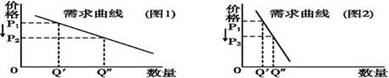 价格 需求曲线 (图1)
P₁
P₂
0 Q′ Q″ 数量
价格 需求曲线 (图2)
P₁
P₂
0 Q′ Q″ 数量